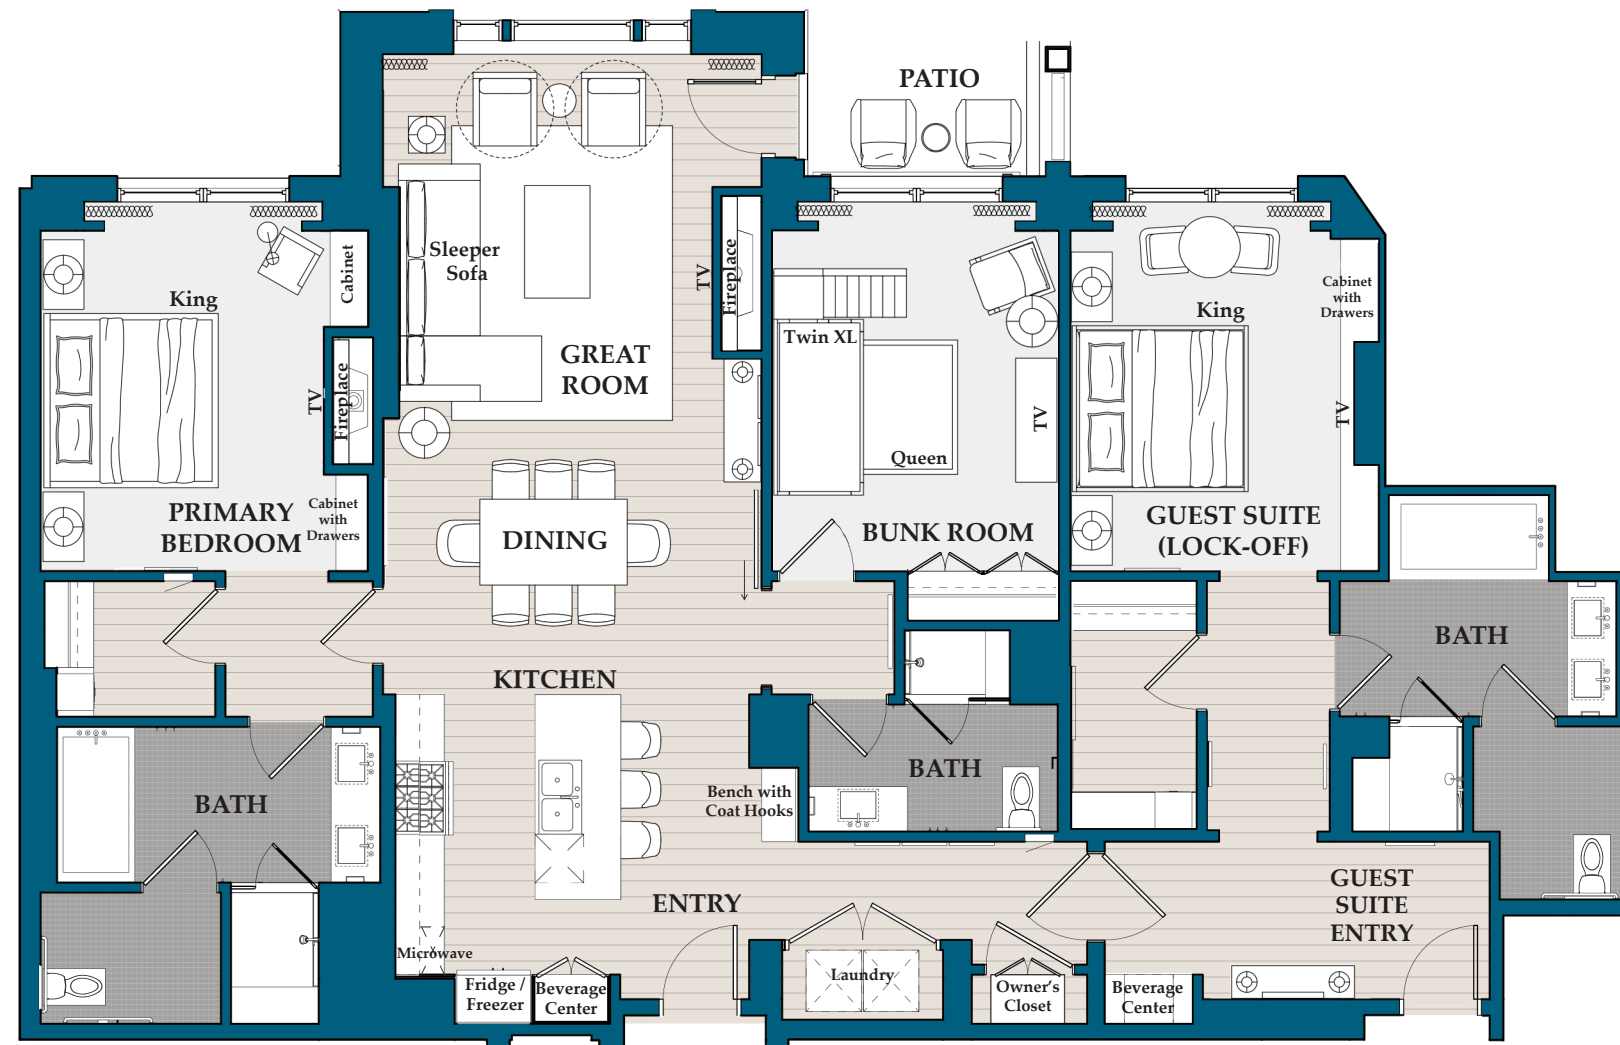 PATIO
King
Cabinet
TV
Fireplace
Cabinet
with
Drawers
PRIMARY
BEDROOM
Sleeper
Sofa
TV
Fireplace
GREAT
ROOM
DINING
Twin XL
Queen
TV
BUNK ROOM
King
Cabinet
with
Drawers
TV
GUEST SUITE
(LOCK-OFF)
BATH
KITCHEN
BATH
BATH
Bench with
Coat Hooks
ENTRY
GUEST
SUITE
ENTRY
Microwave
Fridge /
Freezer
Beverage
Center
Laundry
Owner's
Closet
Beverage
Center